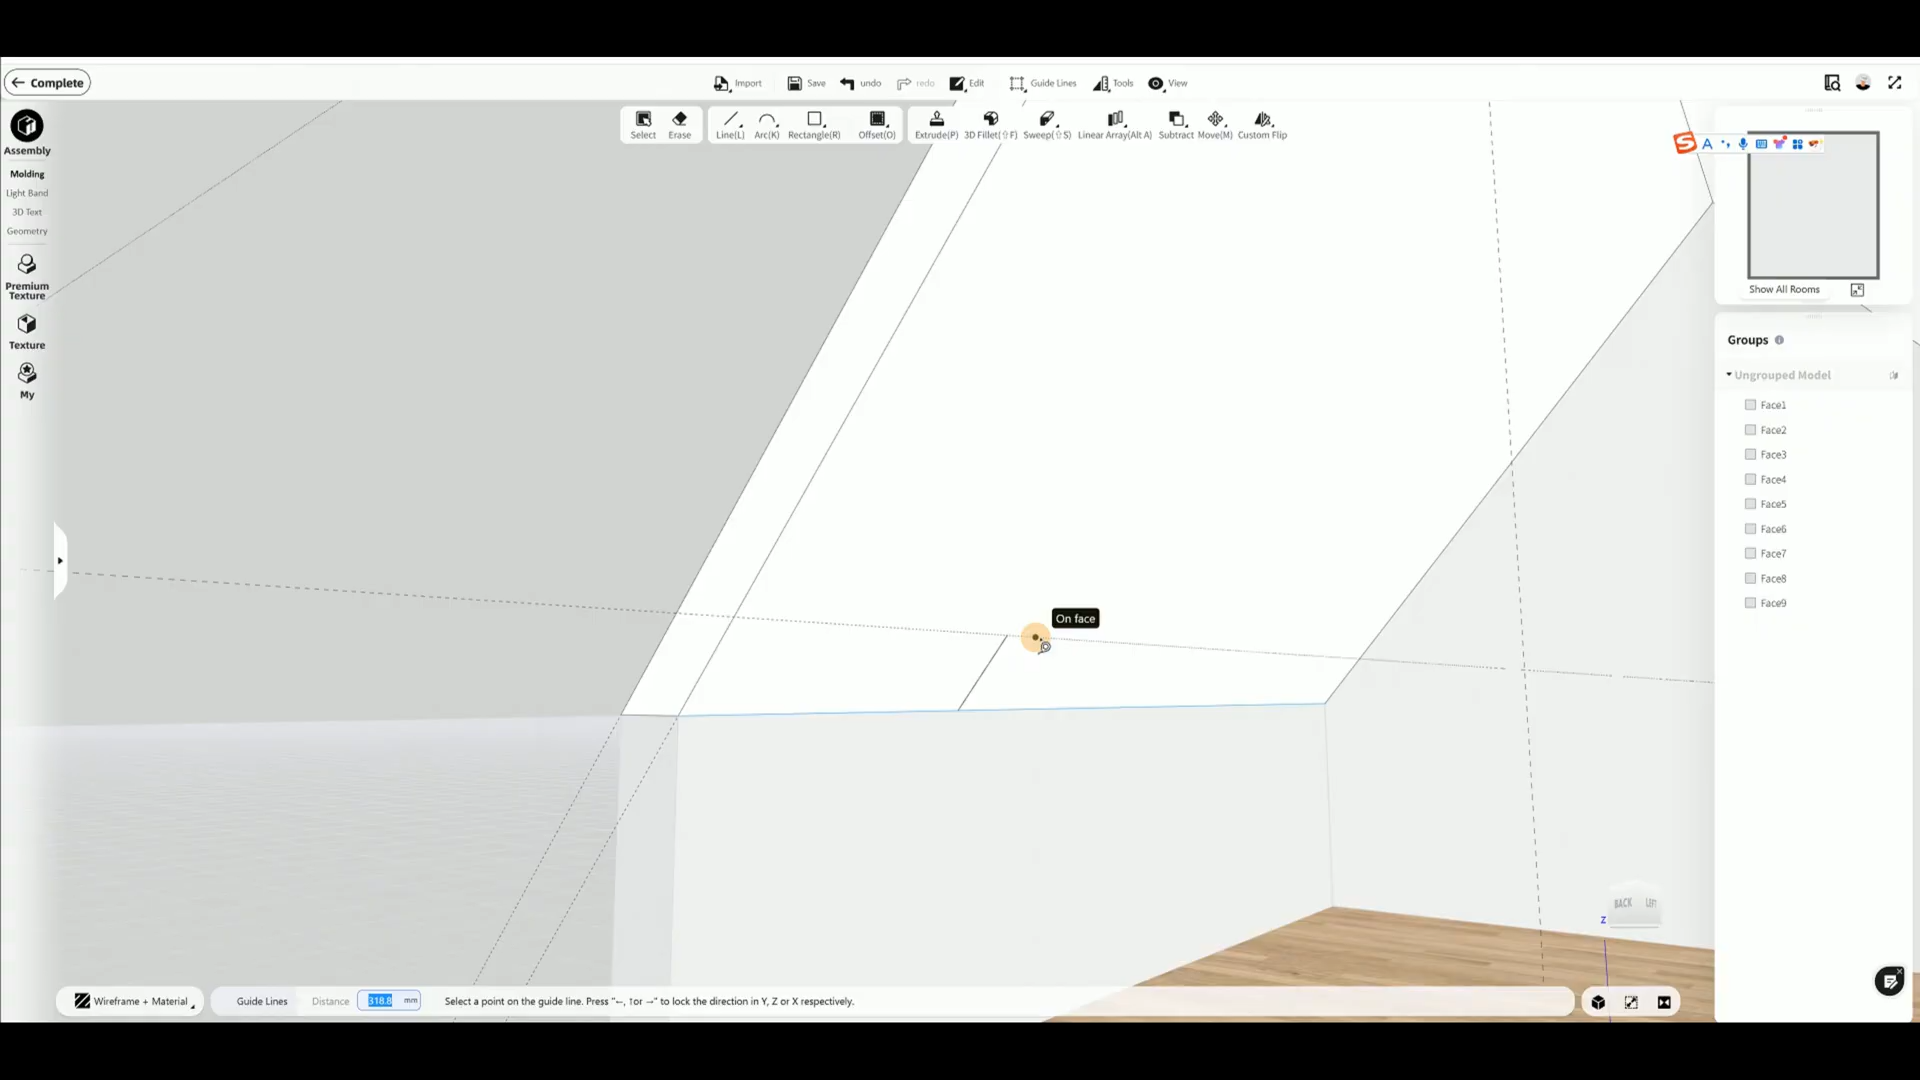 Complete
Import
Save
undo
redo
Edit
Guide Lines
Tools
View
Select
Erase
Line(L)
Arc(K)
Rectangle(R)
Offset(O)
Extrude(P)
3D Fillet(⇧F)
Sweep(⇧S)
Linear Array(Alt A)
Subtract
Move(M)
Custom Flip
Assembly
Molding
Light Band
3D Text
Geometry
Premium
Texture
Texture
My
S A
Show All Rooms
Groups
Ungrouped Model
Face1
Face2
Face3
Face4
Face5
Face6
Face7
Face8
Face9
On face
BACK
LEFT
Z
Wireframe + Material
Guide Lines
Distance
318.8 mm
Select a point on the guide line. Press "←, ↑or →" to lock the direction in Y, Z or X respectively.